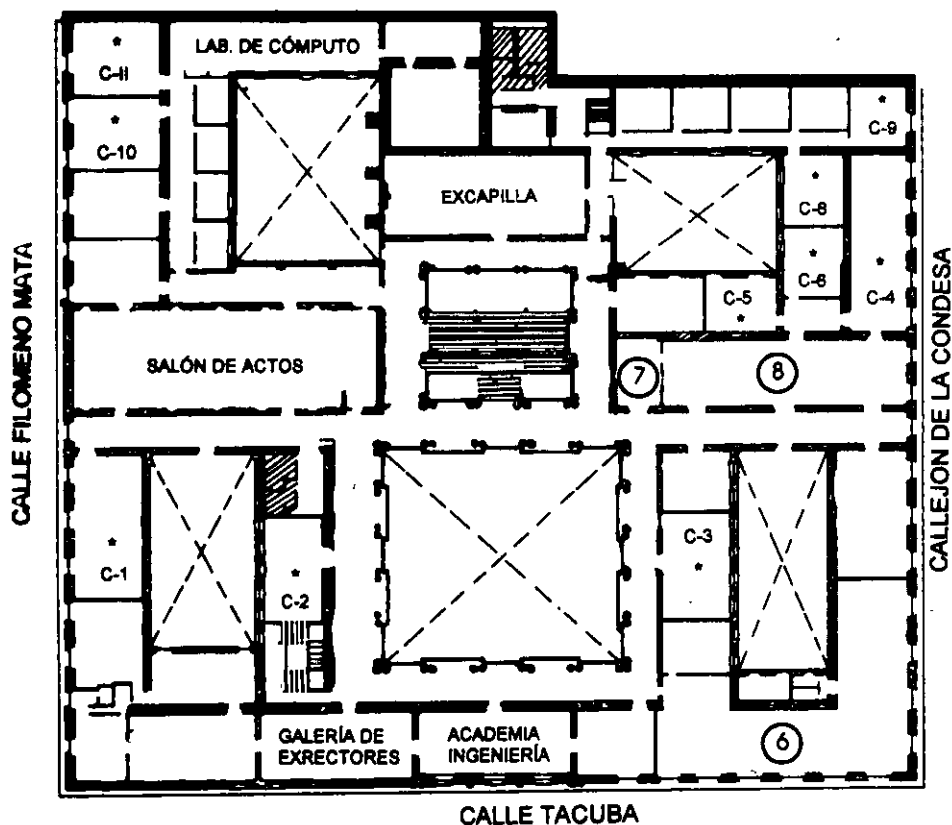 LAB. DE CÓMPUTO
*
C-II
*
C-10
*
C-9
EXCAPILLA
*
C-8
*
C-6
*
C-4
C-5
*
CALLE FILOMENO MATA
SALÓN DE ACTOS
7
8
CALLEJON DE LA CONDESA
*
C-1
*
C-2
C-3
*
GALERÍA DE
EXRECTORES
ACADEMIA
INGENIERÍA
6
CALLE TACUBA